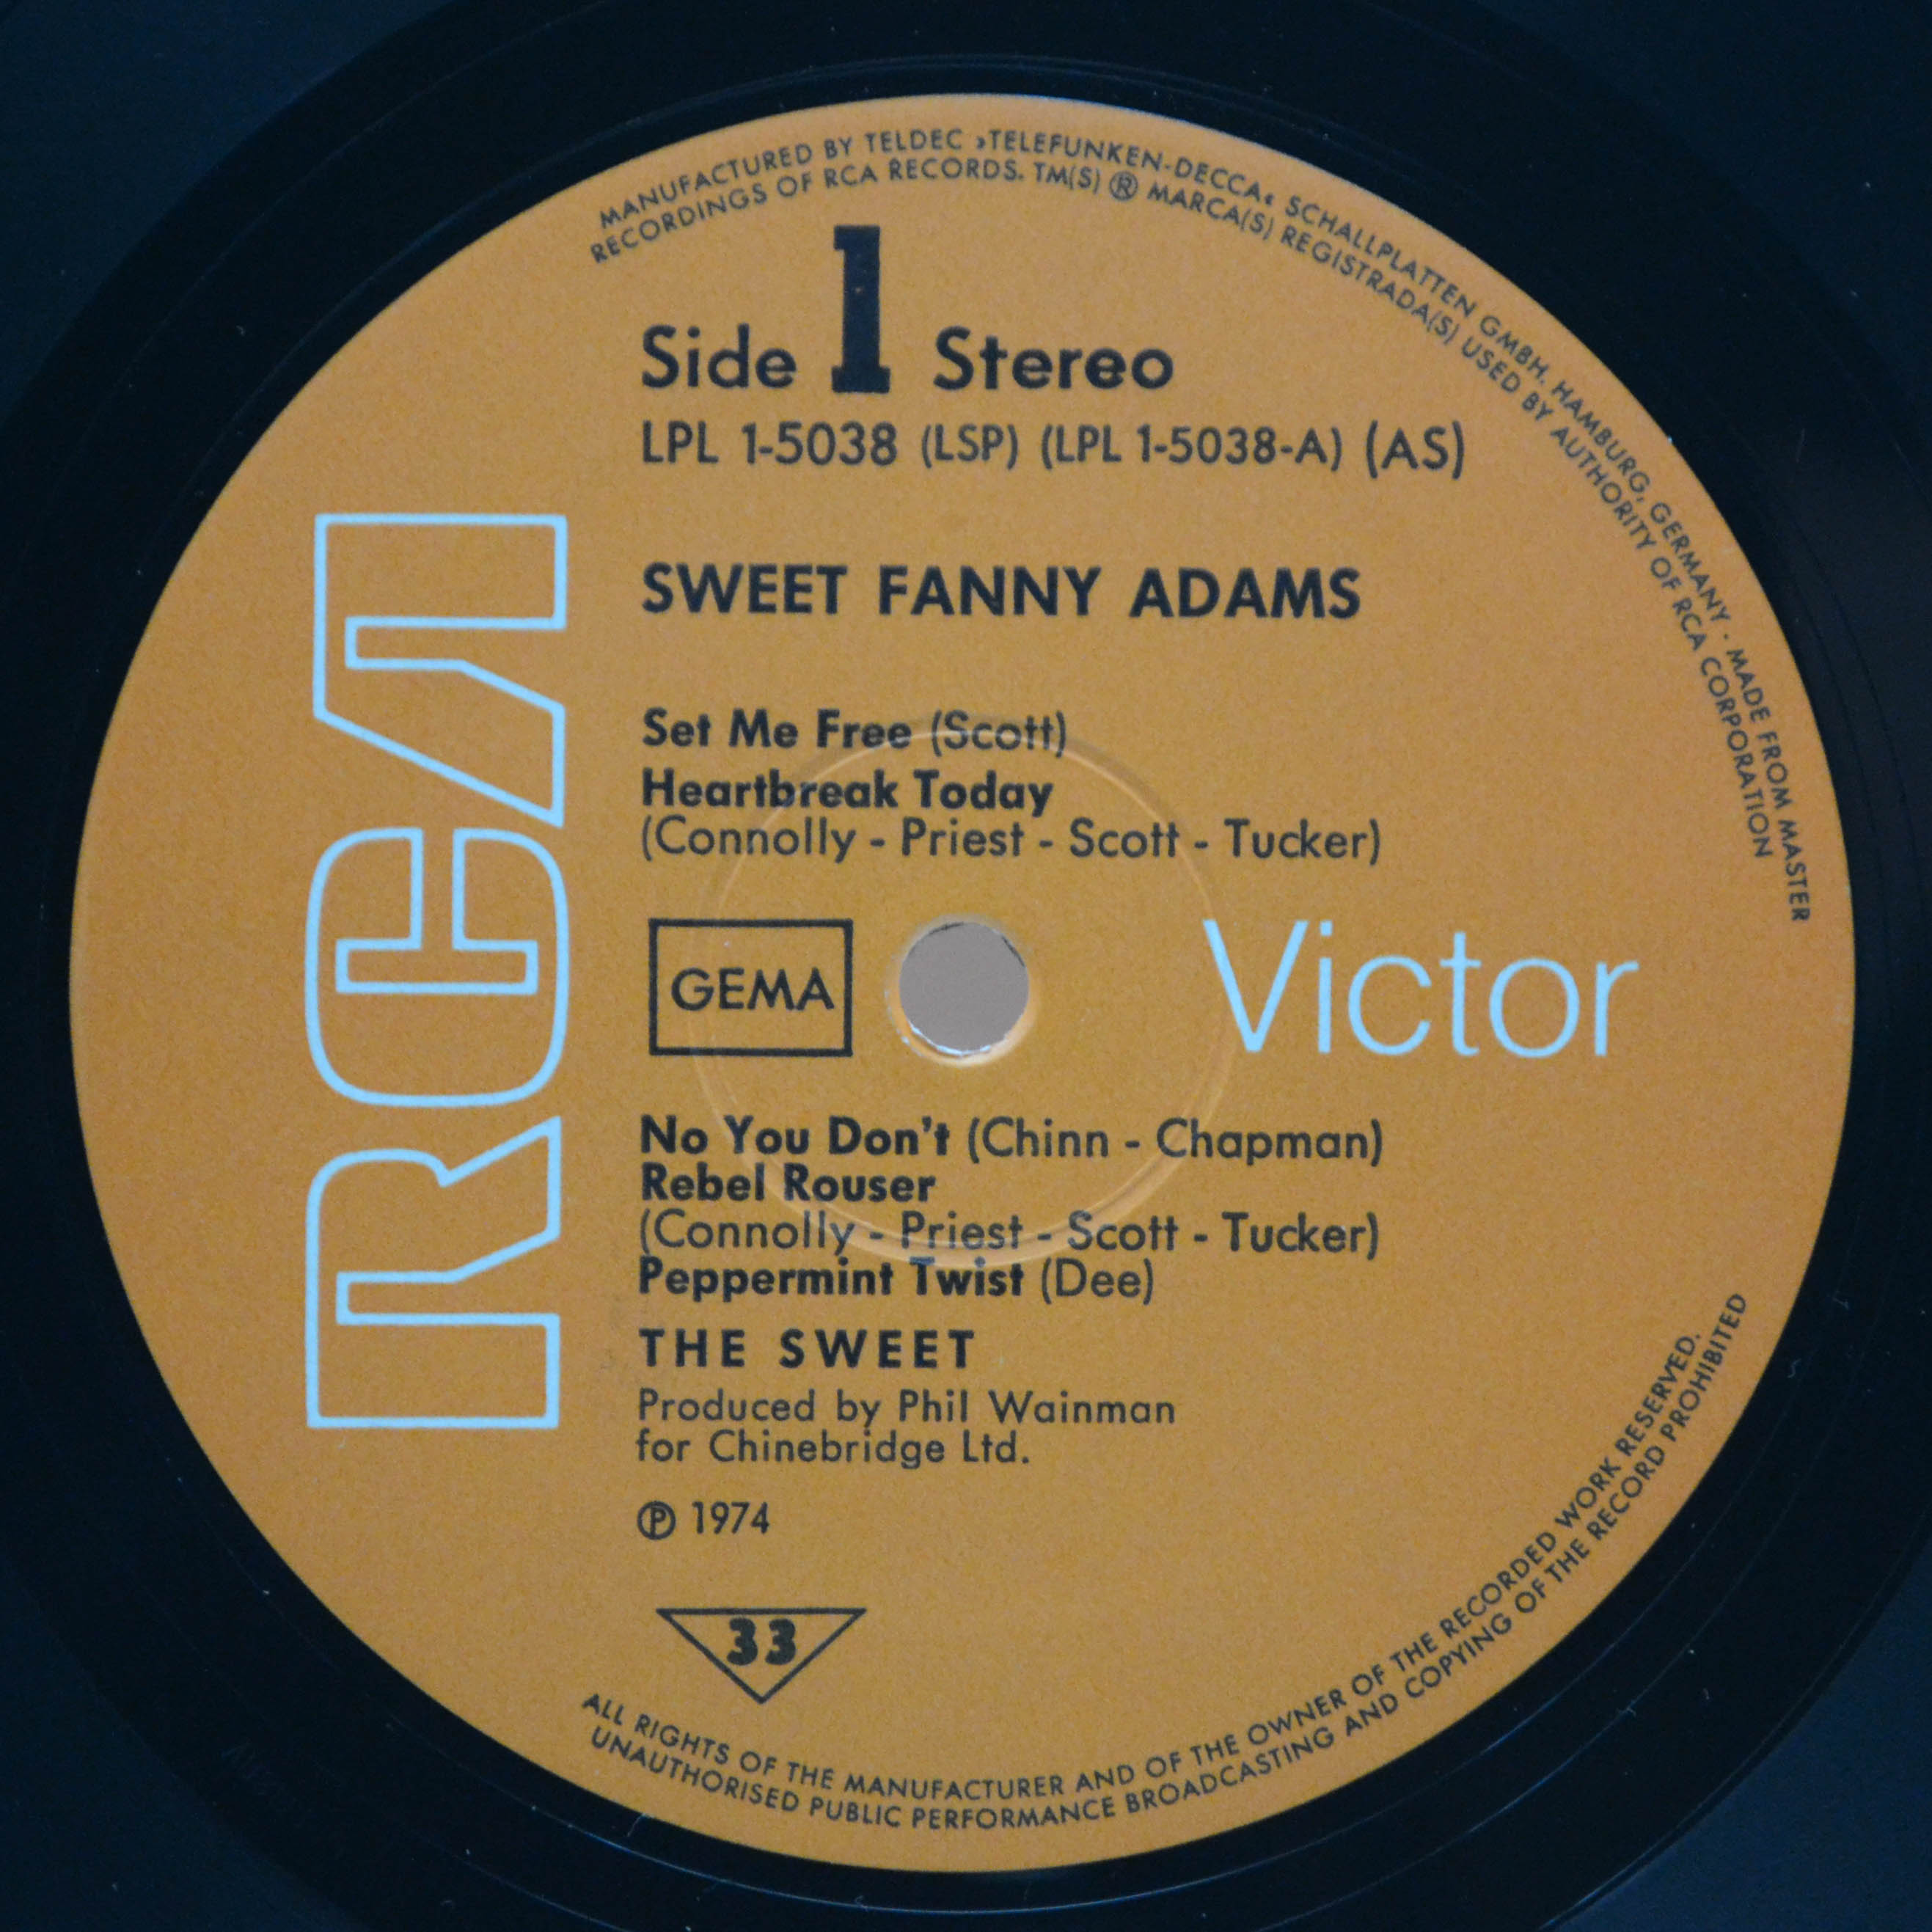 MANUFACTURED BY TELDEC »TELEFUNKEN-DECCA« SCHALLPLATTEN GMBH. HAMBURG, GERMANY · MADE FROM MASTER
RECORDINGS OF RCA RECORDS. TM(S) ® MARCA(S) REGISTRADA(S) USED BY AUTHORITY OF RCA CORPORATION
Side 1 Stereo
LPL 1-5038 (LSP) (LPL 1-5038-A) (AS)
SWEET FANNY ADAMS
Set Me Free (Scott)
Heartbreak Today
(Connolly - Priest - Scott - Tucker)
RCA
GEMA
Victor
No You Don't (Chinn - Chapman)
Rebel Rouser
(Connolly - Priest - Scott - Tucker)
Peppermint Twist (Dee)
THE SWEET
Produced by Phil Wainman
for Chinebridge Ltd.
℗ 1974
33
ALL RIGHTS OF THE MANUFACTURER AND OF THE OWNER OF THE RECORDED WORK RESERVED.
UNAUTHORISED PUBLIC PERFORMANCE BROADCASTING AND COPYING OF THE RECORD PROHIBITED